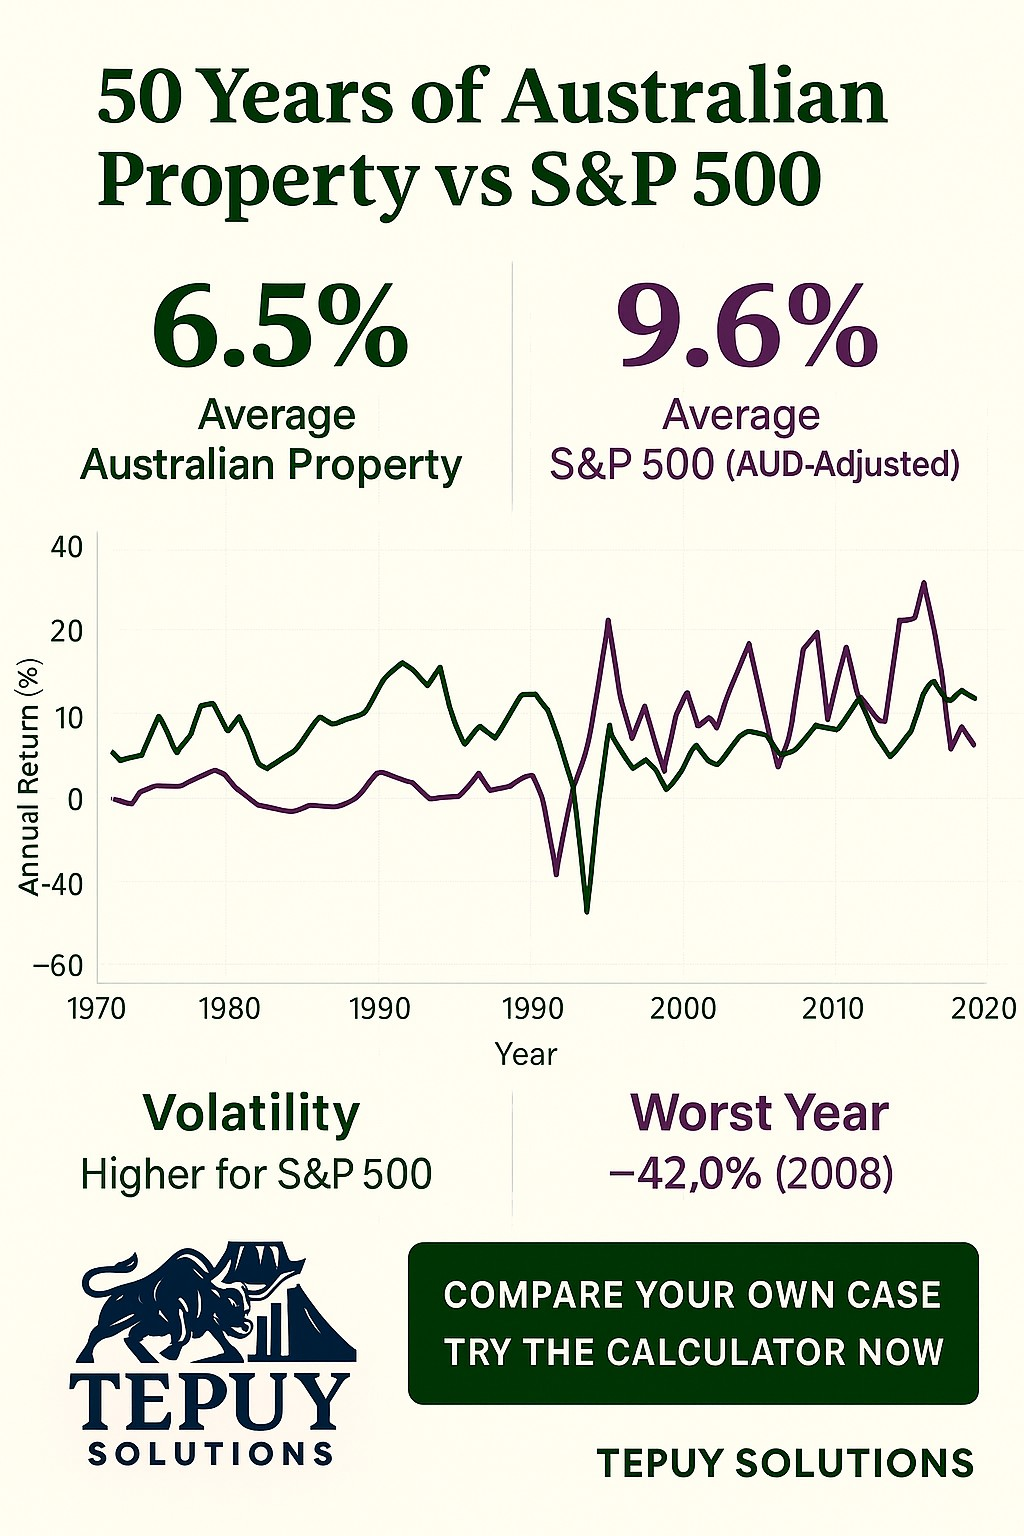 50 Years of Australian
Property vs S&P 500
6.5%
Average
Australian Property
9.6%
Average
S&P 500 (AUD-Adjusted)
40
20
10
0
-40
−60
Annual Return (%)
1970
1980
1990
1990
2000
2010
2020
Year
Volatility
Higher for S&P 500
Worst Year
−42,0% (2008)
TEPUY
SOLUTIONS
COMPARE YOUR OWN CASE
TRY THE CALCULATOR NOW
TEPUY SOLUTIONS